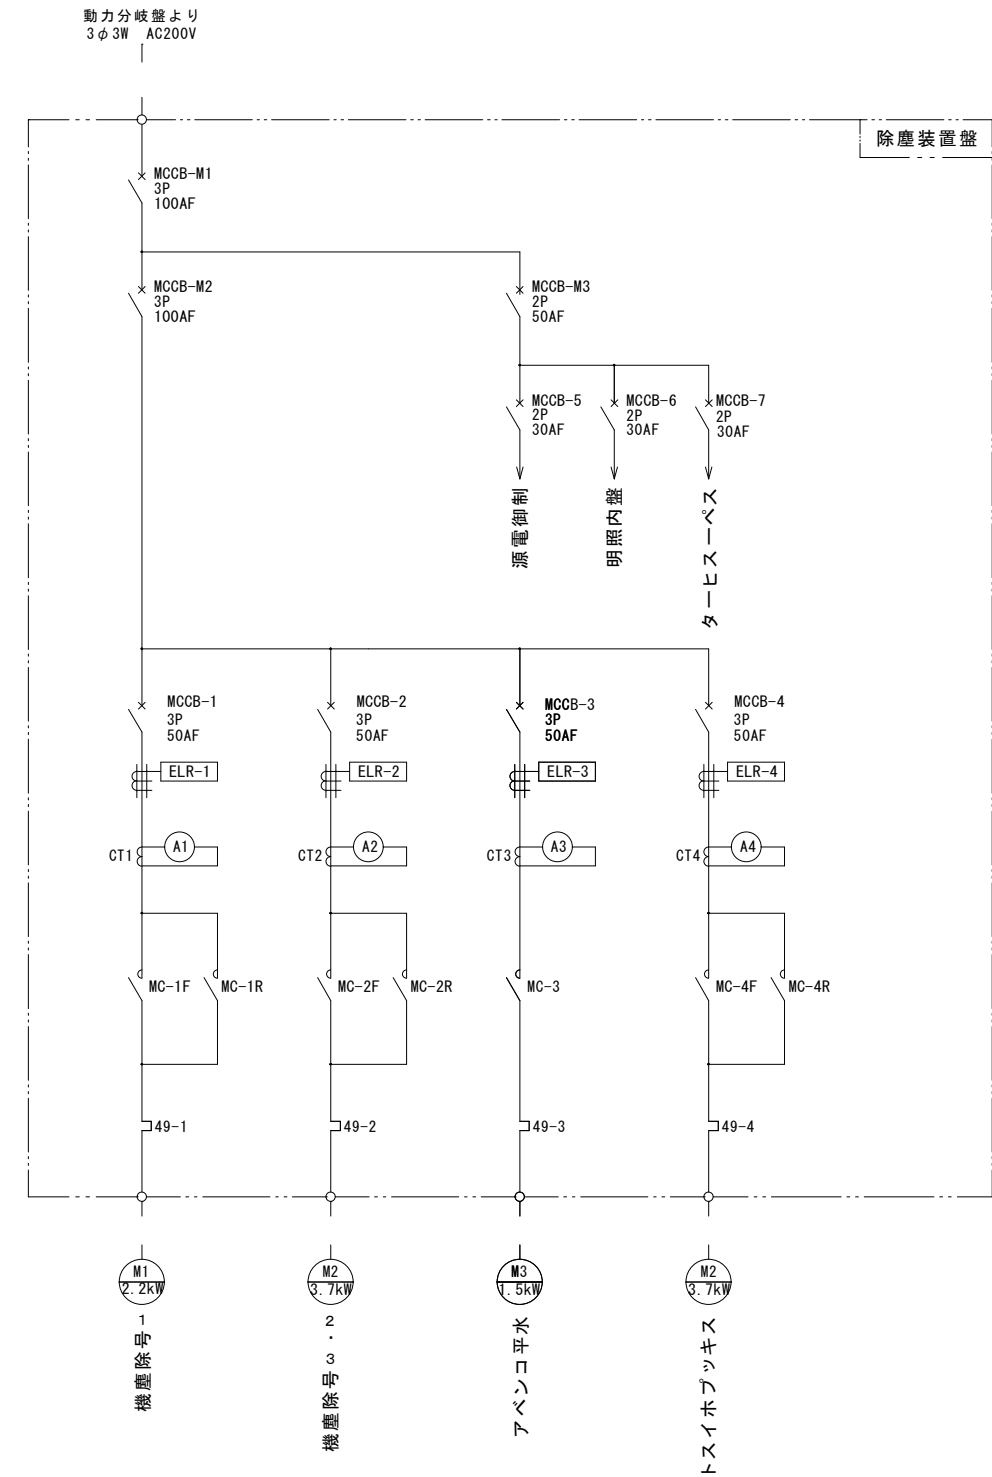 動力分岐盤より
3φ3W AC200V
除塵装置盤
MCCB-M1
3P
100AF
MCCB-M2
3P
100AF
MCCB-M3
2P
50AF
MCCB-5
2P
30AF
MCCB-6
2P
30AF
MCCB-7
2P
30AF
制御電源
盤内照明
スペースヒータ
MCCB-1
3P
50AF
MCCB-2
3P
50AF
MCCB-3
3P
50AF
MCCB-4
3P
50AF
ELR-1
ELR-2
ELR-3
ELR-4
CT1
A1
CT2
A2
CT3
A3
CT4
A4
MC-1F
MC-1R
MC-2F
MC-2R
MC-3
MC-4F
MC-4R
49-1
49-2
49-3
49-4
M1
2.2kW
M2
3.7kW
M3
1.5kW
M2
3.7kW
1号除塵機
2・3号除塵機
水平コンベア
スキップホイスト